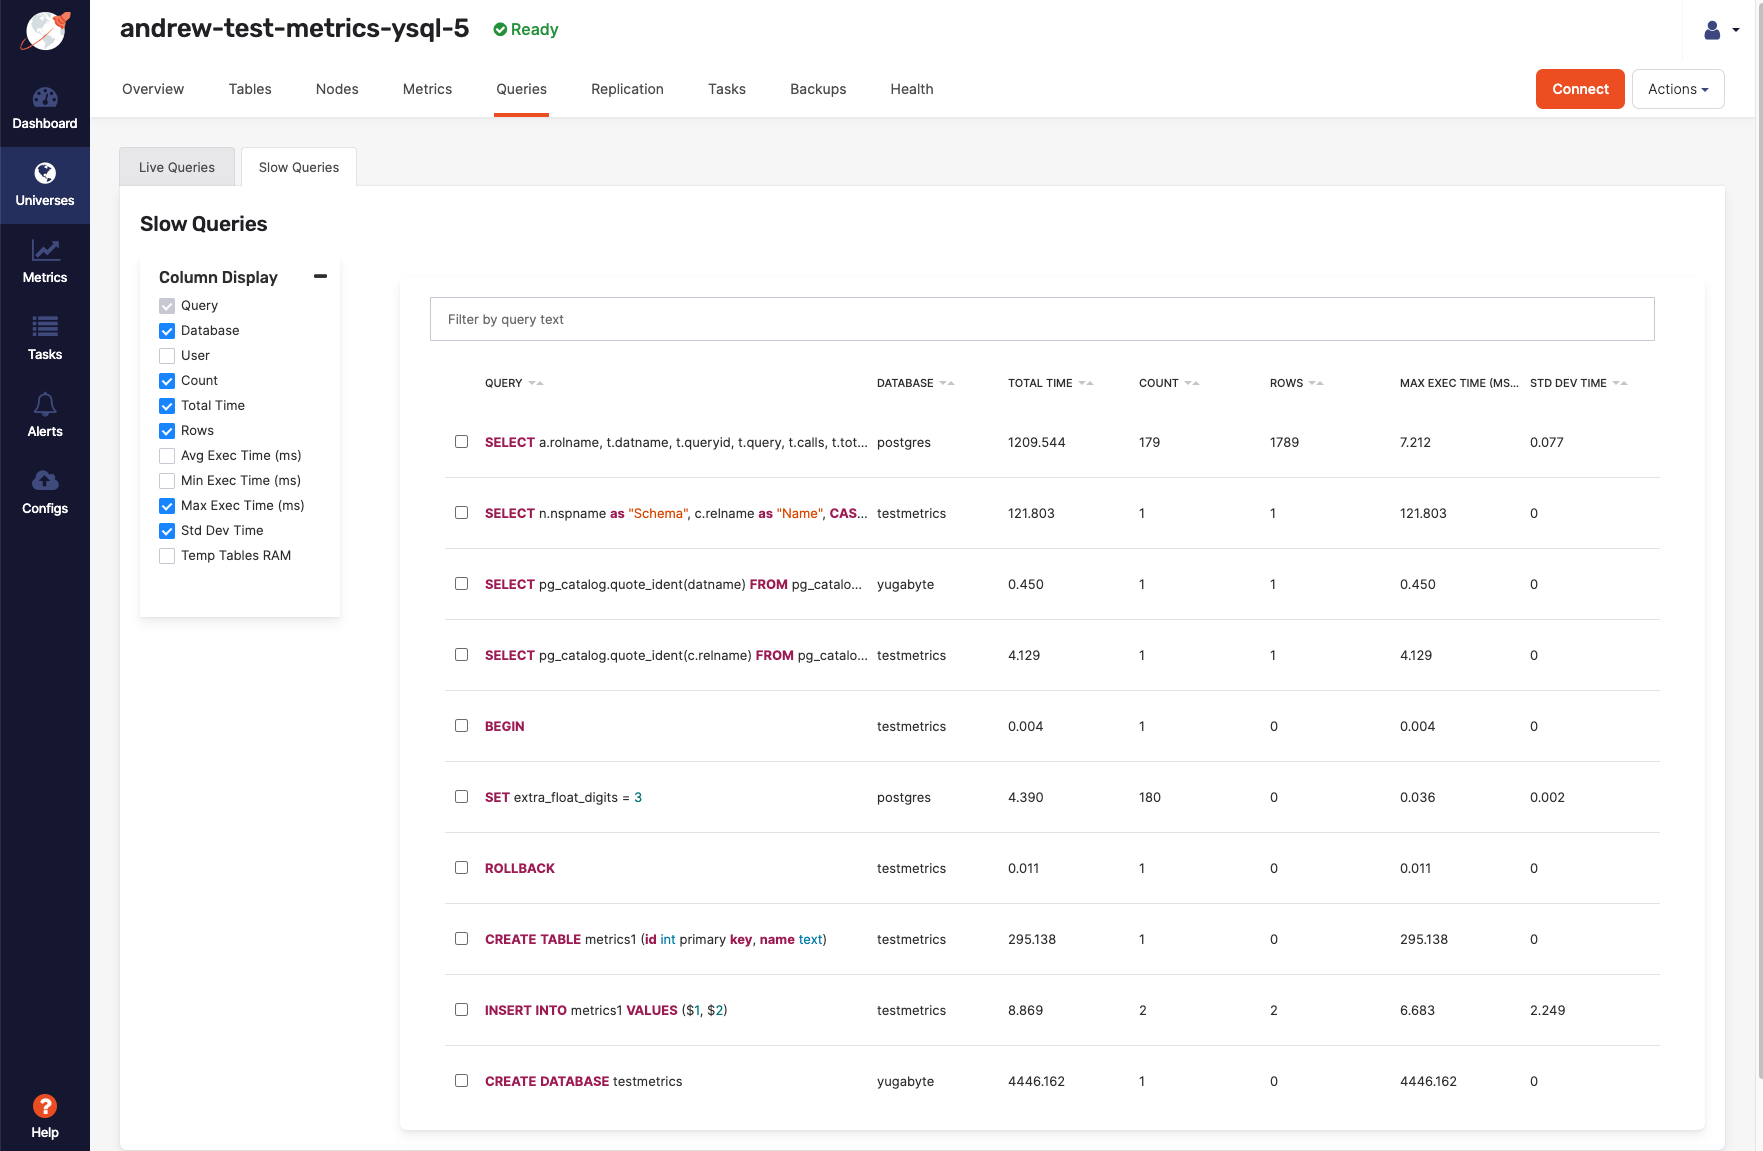 andrew-test-metrics-ysql-5 Ready
Overview Tables Nodes Metrics Queries Replication Tasks Backups Health Connect Actions
Dashboard
Universes
Metrics
Tasks
Alerts
Configs
Help
Live Queries Slow Queries
Slow Queries
Column Display
Query
Database
User
Count
Total Time
Rows
Avg Exec Time (ms)
Min Exec Time (ms)
Max Exec Time (ms)
Std Dev Time
Temp Tables RAM
Filter by query text
QUERY DATABASE TOTAL TIME COUNT ROWS MAX EXEC TIME (MS... STD DEV TIME
SELECT a.rolname, t.datname, t.queryid, t.query, t.calls, t.tot... postgres 1209.544 179 1789 7.212 0.077
SELECT n.nspname as "Schema", c.relname as "Name", CAS... testmetrics 121.803 1 1 121.803 0
SELECT pg_catalog.quote_ident(datname) FROM pg_catalo... yugabyte 0.450 1 1 0.450 0
SELECT pg_catalog.quote_ident(c.relname) FROM pg_catalo... testmetrics 4.129 1 1 4.129 0
BEGIN testmetrics 0.004 1 0 0.004 0
SET extra_float_digits = 3 postgres 4.390 180 0 0.036 0.002
ROLLBACK testmetrics 0.011 1 0 0.011 0
CREATE TABLE metrics1 (id int primary key, name text) testmetrics 295.138 1 0 295.138 0
INSERT INTO metrics1 VALUES ($1, $2) testmetrics 8.869 2 2 6.683 2.249
CREATE DATABASE testmetrics yugabyte 4446.162 1 0 4446.162 0